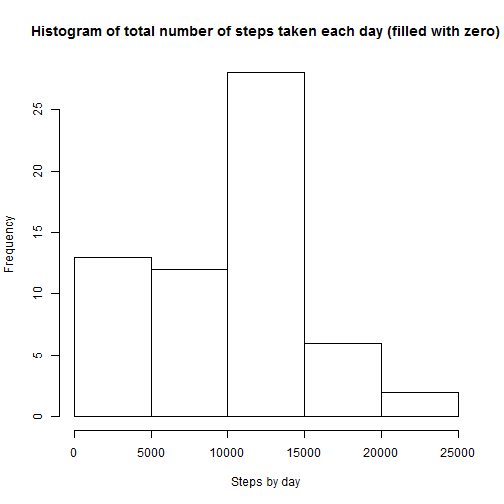 Histogram of total number of steps taken each day (filled with zero)
Frequency
25
20
15
10
5
0
0 5000 10000 15000 20000 25000
Steps by day